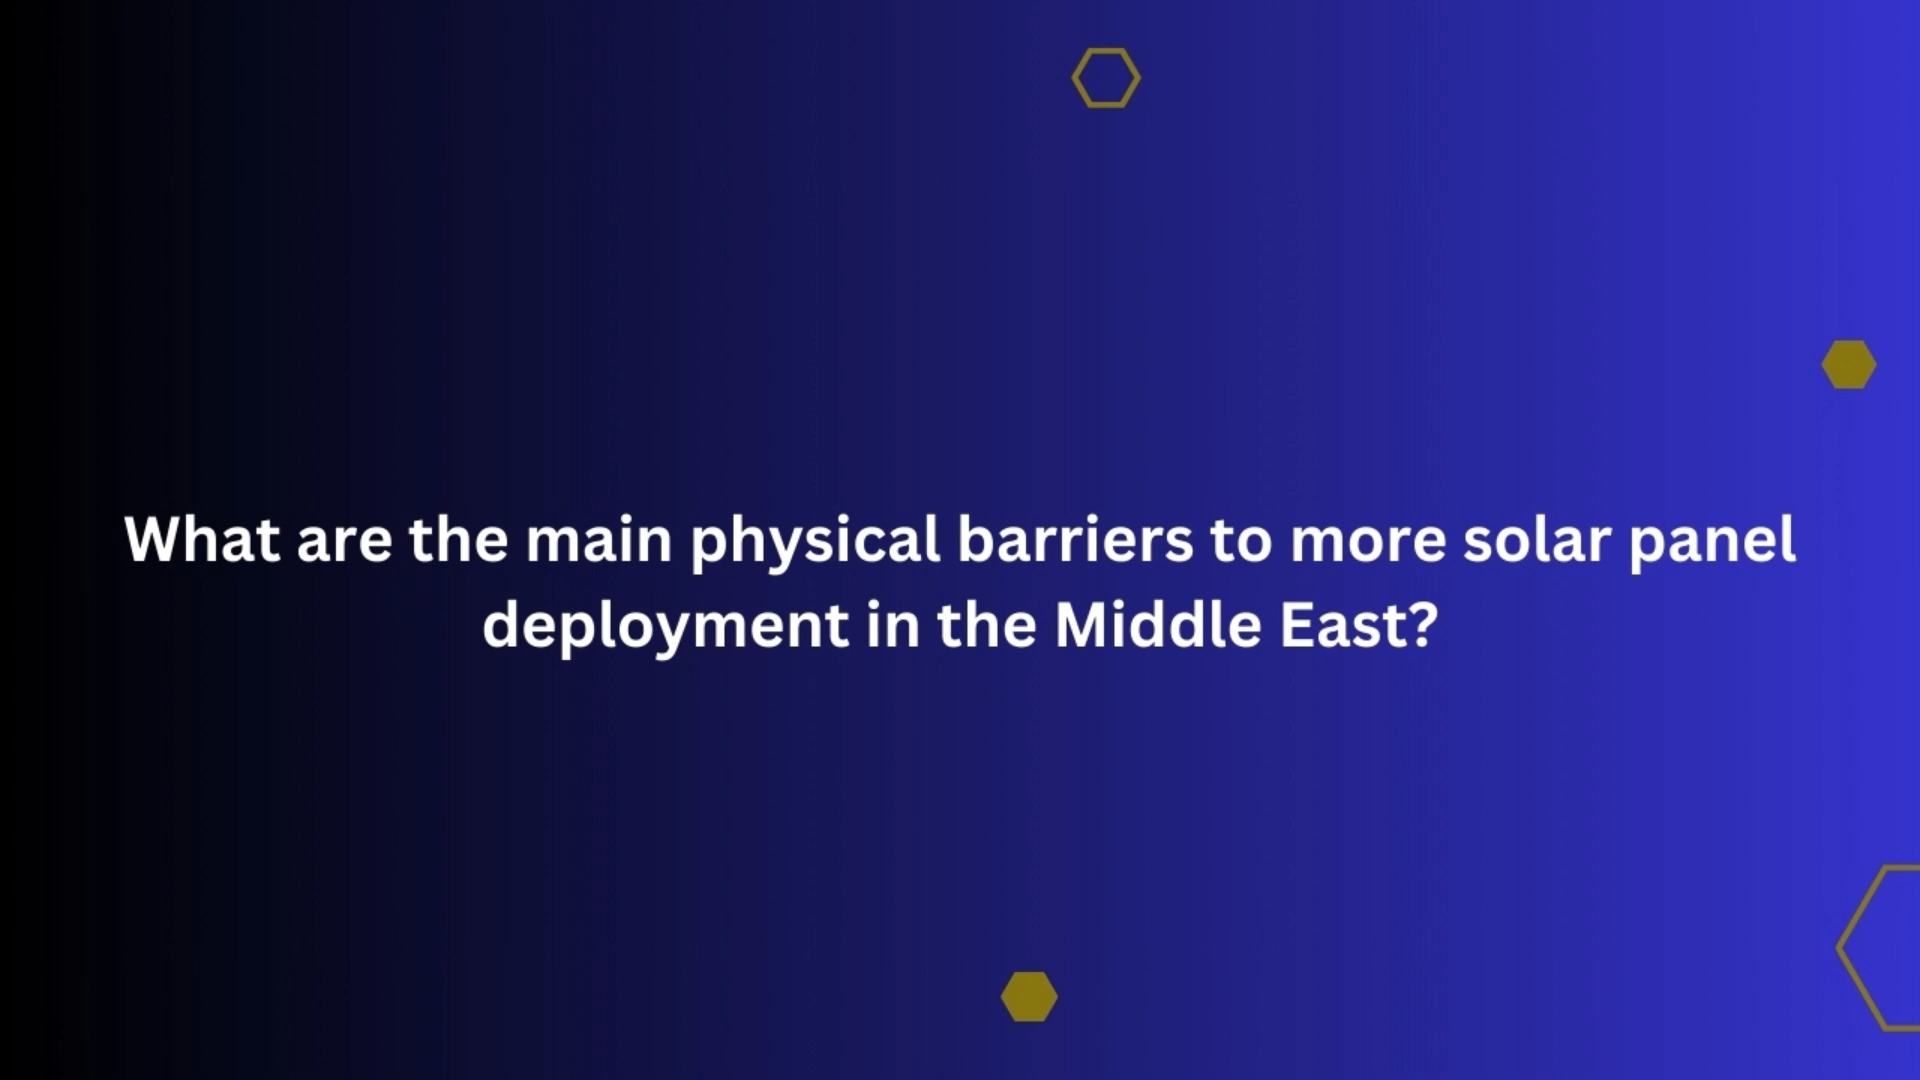 What are the main physical barriers to more solar panel
deployment in the Middle East?